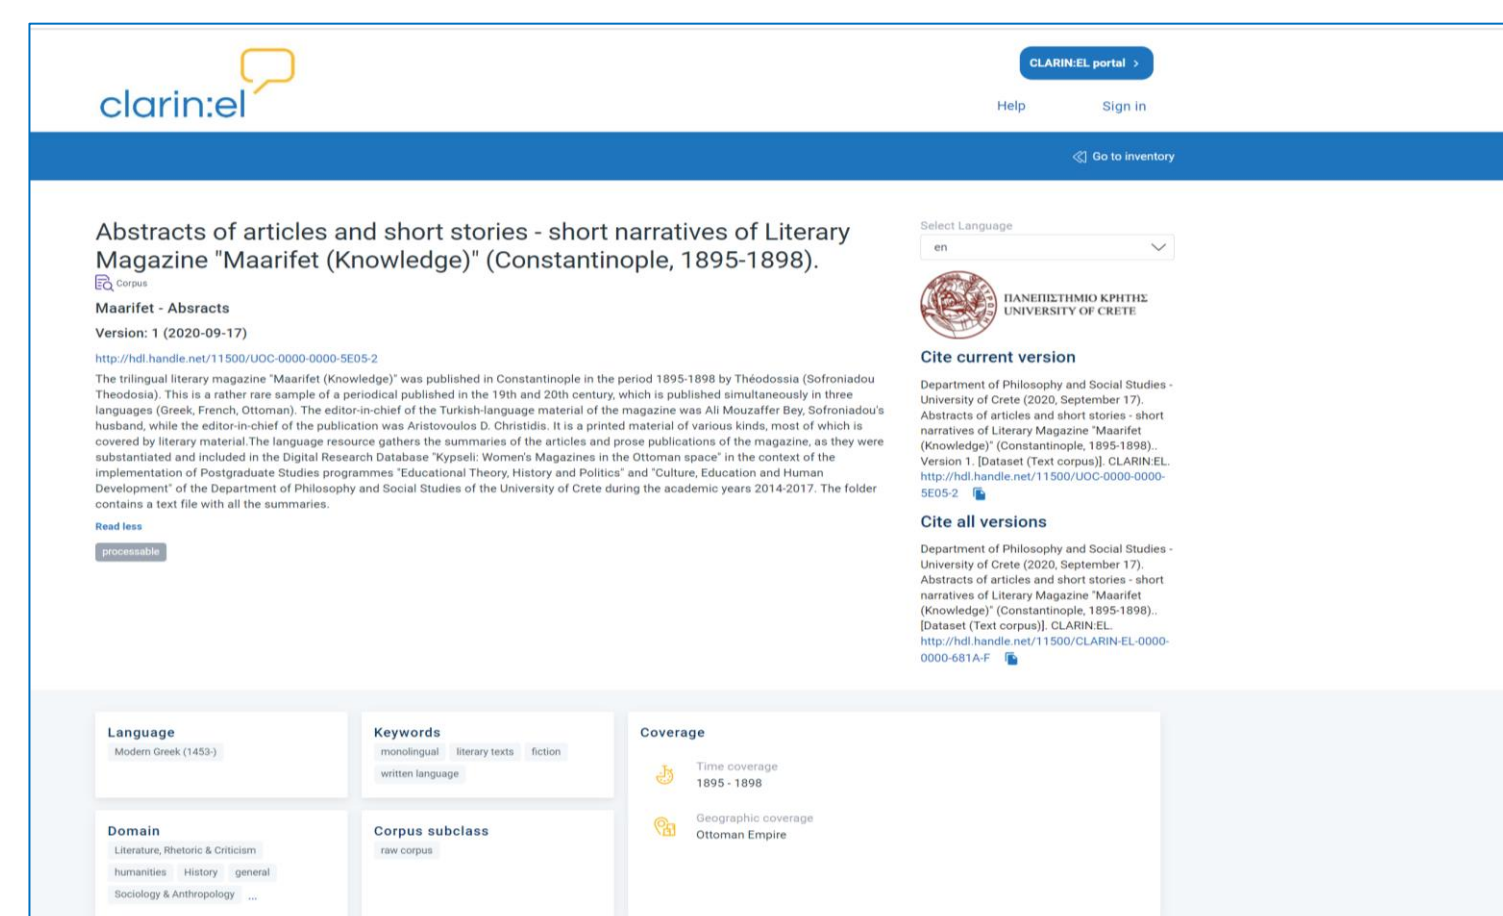 clarin:el
CLARIN:EL portal >
Help
Sign in
Go to inventory
Abstracts of articles and short stories - short narratives of Literary
Magazine "Maarifet (Knowledge)" (Constantinople, 1895-1898).
Corpus
Maarifet - Absracts
Version: 1 (2020-09-17)
http://hdl.handle.net/11500/UOC-0000-0000-5E05-2
The trilingual literary magazine "Maarifet (Knowledge)" was published in Constantinople in the period 1895-1898 by Théodossia (Sofroniadou
Theodosia). This is a rather rare sample of a periodical published in the 19th and 20th century, which is published simultaneously in three
languages (Greek, French, Ottoman). The editor-in-chief of the Turkish-language material of the magazine was Ali Mouzaffer Bey, Sofroniadou's
husband, while the editor-in-chief of the publication was Aristovoulos D. Christidis. It is a printed material of various kinds, most of which is
covered by literary material.The language resource gathers the summaries of the articles and prose publications of the magazine, as they were
substantiated and included in the Digital Research Database "Kypseli: Women's Magazines in the Ottoman space" in the context of the
implementation of Postgraduate Studies programmes "Educational Theory, History and Politics" and "Culture, Education and Human
Development" of the Department of Philosophy and Social Studies of the University of Crete during the academic years 2014-2017. The folder
contains a text file with all the summaries.
Read less
processable
Select Language
en
ΠΑΝΕΠΙΣΤΗΜΙΟ ΚΡΗΤΗΣ
UNIVERSITY OF CRETE
Cite current version
Department of Philosophy and Social Studies -
University of Crete (2020, September 17).
Abstracts of articles and short stories - short
narratives of Literary Magazine "Maarifet
(Knowledge)" (Constantinople, 1895-1898)..
Version 1. [Dataset (Text corpus)]. CLARIN:EL.
http://hdl.handle.net/11500/UOC-0000-0000-
5E05-2
Cite all versions
Department of Philosophy and Social Studies -
University of Crete (2020, September 17).
Abstracts of articles and short stories - short
narratives of Literary Magazine "Maarifet
(Knowledge)" (Constantinople, 1895-1898)..
[Dataset (Text corpus)]. CLARIN:EL.
http://hdl.handle.net/11500/CLARIN-EL-0000-
0000-681A-F
Language
Modern Greek (1453-)
Keywords
monolingual literary texts fiction
written language
Coverage
Time coverage
1895 - 1898
Geographic coverage
Ottoman Empire
Domain
Literature, Rhetoric & Criticism
humanities History general
Sociology & Anthropology ...
Corpus subclass
raw corpus